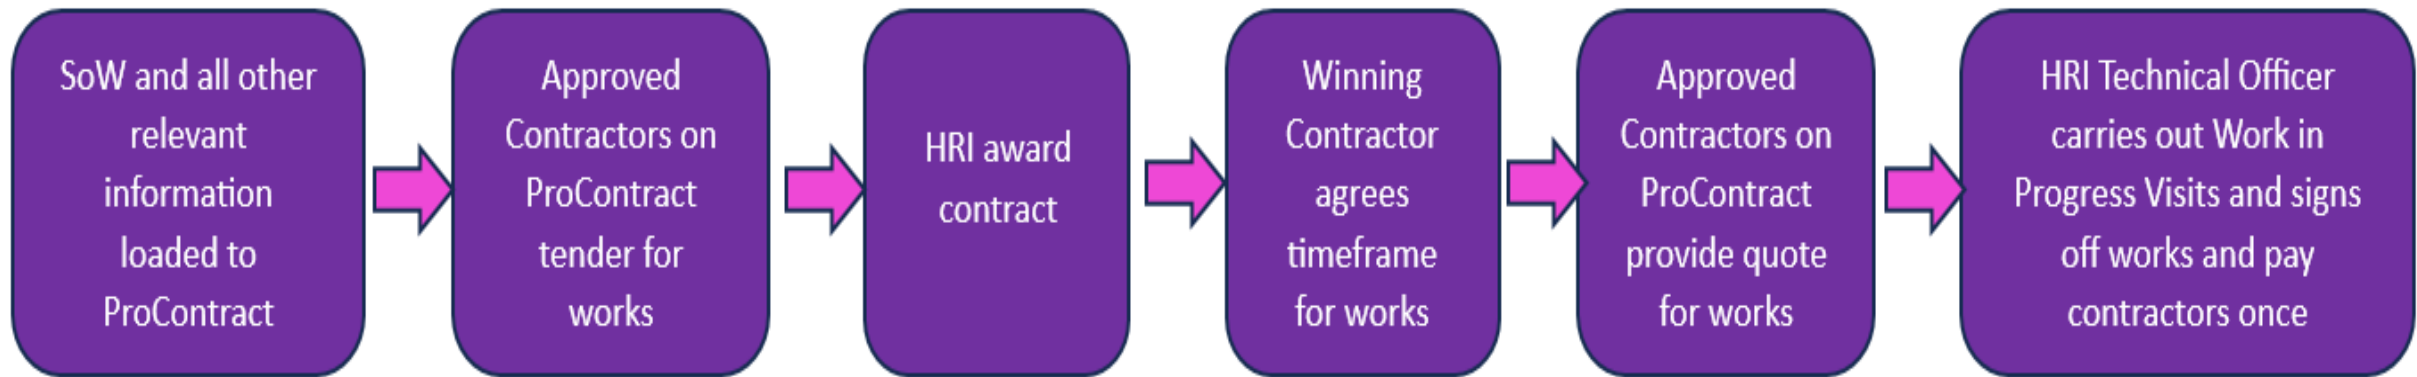 SoW and all other
relevant
information
loaded to
ProContract
Approved
Contractors on
ProContract
tender for
works
HRI award
contract
Winning
Contractor
agrees
timeframe
for works
Approved
Contractors on
ProContract
provide quote
for works
HRI Technical Officer
carries out Work in
Progress Visits and signs
off works and pay
contractors once